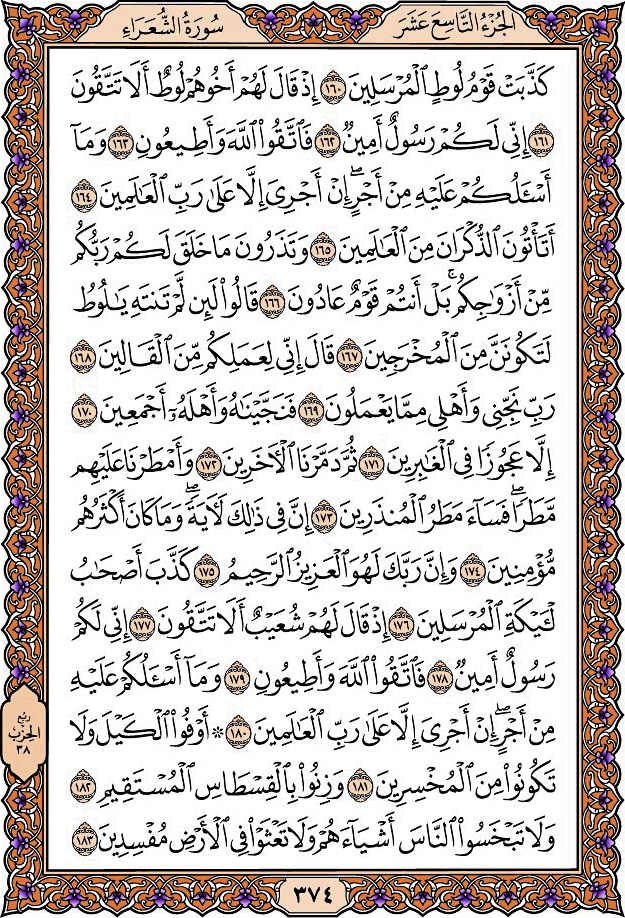 سُورَةُ الشُّعَرَاءِ
الجُزْءُ التَّاسِعَ عَشَرَ
كَذَّبَتْ قَوْمُ لُوطٍ ٱلْمُرْسَلِينَ ١٦٠ إِذْ قَالَ لَهُمْ أَخُوهُمْ لُوطٌ أَلَا تَتَّقُونَ
١٦١ إِنِّى لَكُمْ رَسُولٌ أَمِينٌ ١٦٢ فَٱتَّقُوا۟ ٱللَّهَ وَأَطِيعُونِ ١٦٣ وَمَآ
أَسْـَٔلُكُمْ عَلَيْهِ مِنْ أَجْرٍ ۖ إِنْ أَجْرِىَ إِلَّا عَلَىٰ رَبِّ ٱلْعَـٰلَمِينَ ١٦٤
أَتَأْتُونَ ٱلذُّكْرَانَ مِنَ ٱلْعَـٰلَمِينَ ١٦٥ وَتَذَرُونَ مَا خَلَقَ لَكُمْ رَبُّكُم
مِّنْ أَزْوَٰجِكُم ۚ بَلْ أَنتُمْ قَوْمٌ عَادُونَ ١٦٦ قَالُوا۟ لَئِن لَّمْ تَنتَهِ يَـٰلُوطُ
لَتَكُونَنَّ مِنَ ٱلْمُخْرَجِينَ ١٦٧ قَالَ إِنِّى لِعَمَلِكُم مِّنَ ٱلْقَالِينَ ١٦٨
رَبِّ نَجِّنِى وَأَهْلِى مِمَّا يَعْمَلُونَ ١٦٩ فَنَجَّيْنَـٰهُ وَأَهْلَهُۥٓ أَجْمَعِينَ ١٧٠
إِلَّا عَجُوزًا فِى ٱلْغَـٰبِرِينَ ١٧١ ثُمَّ دَمَّرْنَا ٱلْـَٔاخَرِينَ ١٧٢ وَأَمْطَرْنَا عَلَيْهِم
مَّطَرًا ۖ فَسَآءَ مَطَرُ ٱلْمُنذَرِينَ ١٧٣ إِنَّ فِى ذَٰلِكَ لَـَٔايَةً ۖ وَمَا كَانَ أَكْثَرُهُم
مُّؤْمِنِينَ ١٧٤ وَإِنَّ رَبَّكَ لَهُوَ ٱلْعَزِيزُ ٱلرَّحِيمُ ١٧٥ كَذَّبَ أَصْحَـٰبُ
لْـَٔيْكَةِ ٱلْمُرْسَلِينَ ١٧٦ إِذْ قَالَ لَهُمْ شُعَيْبٌ أَلَا تَتَّقُونَ ١٧٧ إِنِّى لَكُمْ
رَسُولٌ أَمِينٌ ١٧٨ فَٱتَّقُوا۟ ٱللَّهَ وَأَطِيعُونِ ١٧٩ وَمَآ أَسْـَٔلُكُمْ عَلَيْهِ
مِنْ أَجْرٍ ۖ إِنْ أَجْرِىَ إِلَّا عَلَىٰ رَبِّ ٱلْعَـٰلَمِينَ ١٨٠ ۞ أَوْفُوا۟ ٱلْكَيْلَ وَلَا
تَكُونُوا۟ مِنَ ٱلْمُخْسِرِينَ ١٨١ وَزِنُوا۟ بِٱلْقِسْطَاسِ ٱلْمُسْتَقِيمِ ١٨٢
وَلَا تَبْخَسُوا۟ ٱلنَّاسَ أَشْيَآءَهُمْ وَلَا تَعْثَوْا۟ فِى ٱلْأَرْضِ مُفْسِدِينَ ١٨٣
ربع
الحزب
٣٨
٣٧٤